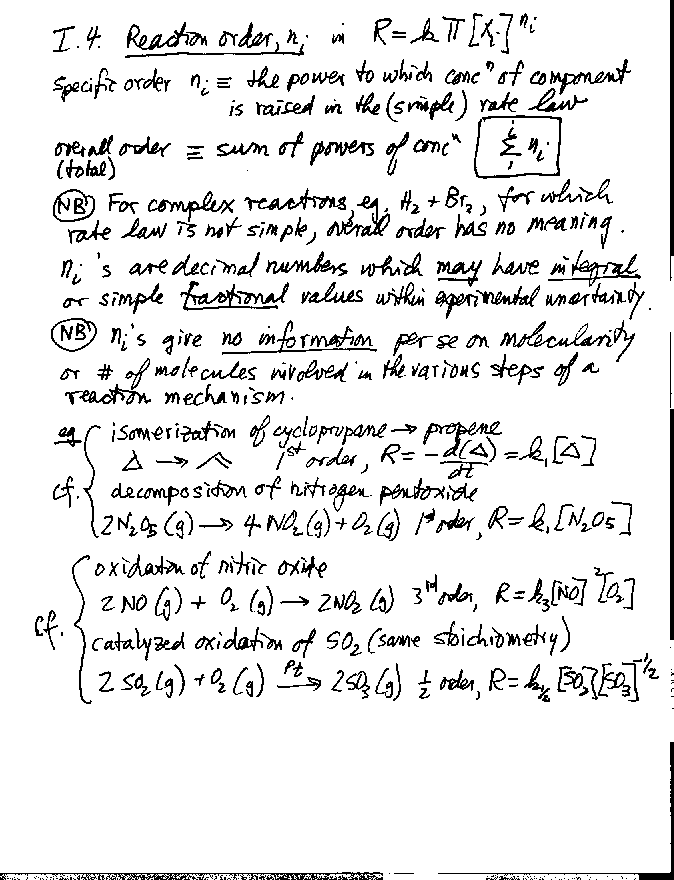 I.4. Reaction order, nᵢ in R = k Π [Xᵢ]^nᵢ
Specific order nᵢ ≡ the power to which concⁿ of component
is raised in the (simple) rate law
overall order ≡ sum of powers of concⁿ Σ nᵢ
(total)
NB! For complex reactions, eg. H₂ + Br₂, for which
rate law is not simple, overall order has no meaning.
nᵢ's are decimal numbers which may have integral
or simple fractional values within experimental uncertainty.
NB! nᵢ's give no information per se on molecularity
or # of molecules involved in the various steps of a
reaction mechanism.
eg isomerization of cyclopropane → propene
1st order, R = -d(Δ)/dt = k₁[Δ]
cf. decomposition of nitrogen pentoxide
2N₂O₅(g) → 4NO₂(g) + O₂(g) 1st order, R = k₁[N₂O₅]
oxidation of nitric oxide
2NO(g) + O₂(g) → 2NO₂(g) 3rd order, R = k₃[NO]²[O₂]
cf. catalyzed oxidation of SO₂ (same stoichiometry)
2SO₂(g) + O₂(g) Pt→ 2SO₃(g) ½ order, R = k½[SO₂][SO₃]^-1/2